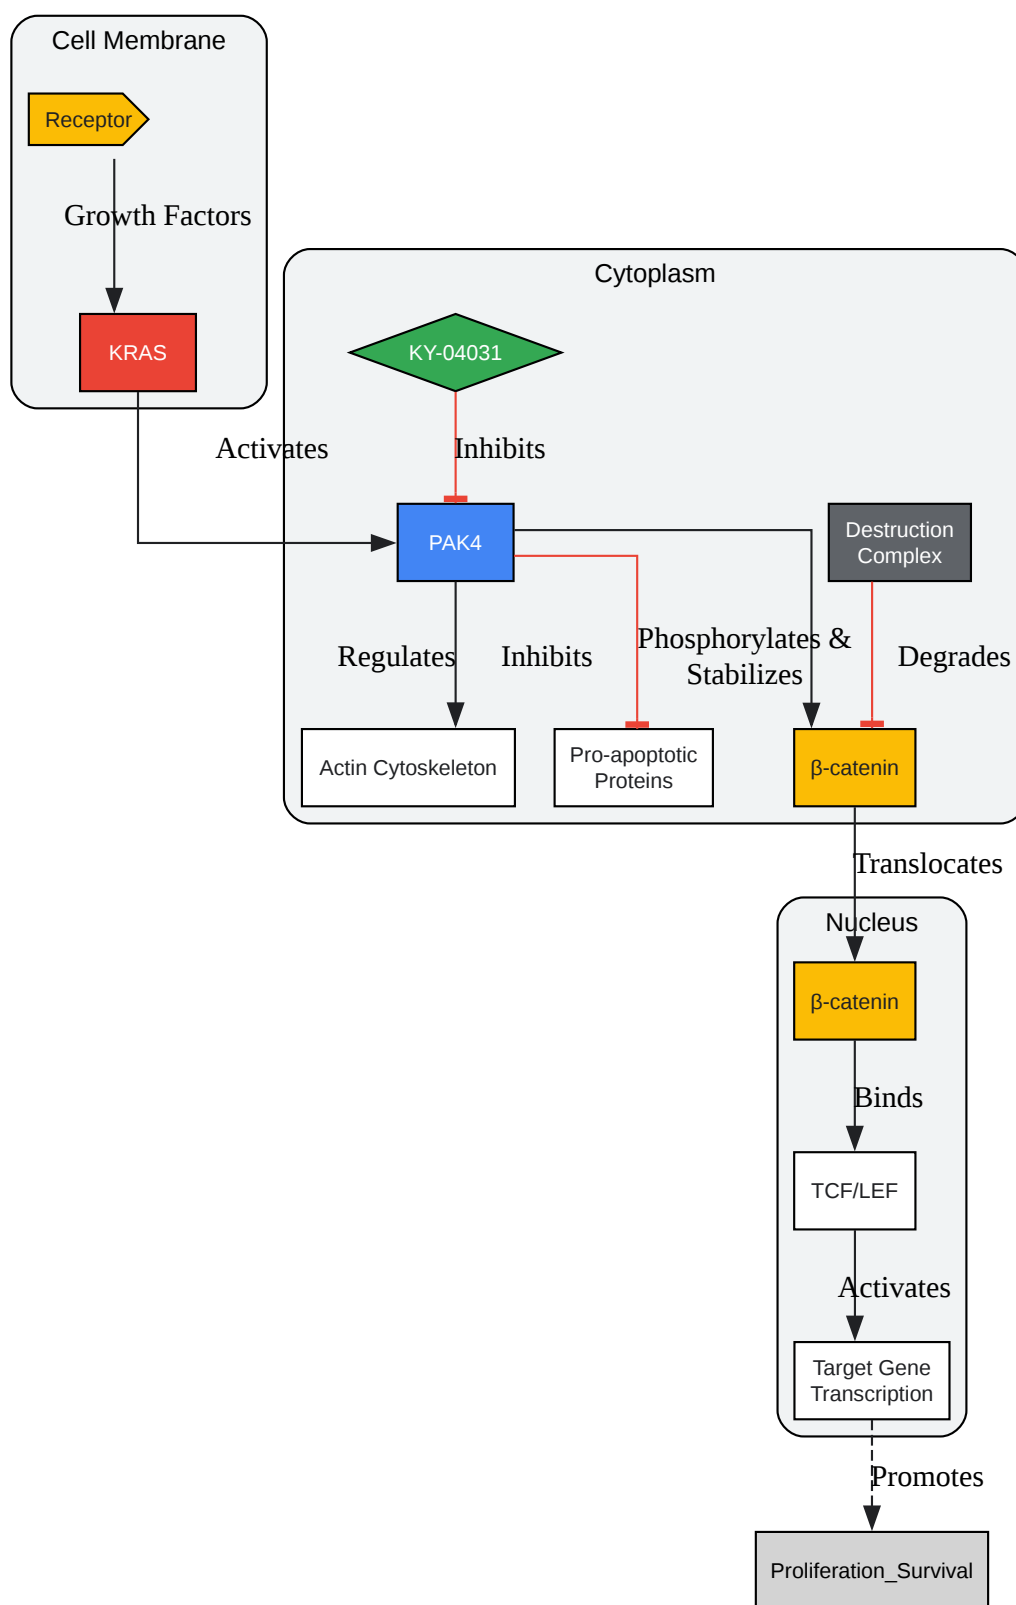 Cell Membrane
Receptor
Growth Factors
KRAS
Activates
Cytoplasm
KY-04031
Inhibits
PAK4
Destruction
Complex
Regulates
Inhibits
Phosphorylates &
Stabilizes
Degrades
Actin Cytoskeleton
Pro-apoptotic
Proteins
β-catenin
Translocates
Nucleus
β-catenin
Binds
TCF/LEF
Activates
Target Gene
Transcription
Promotes
Proliferation_Survival